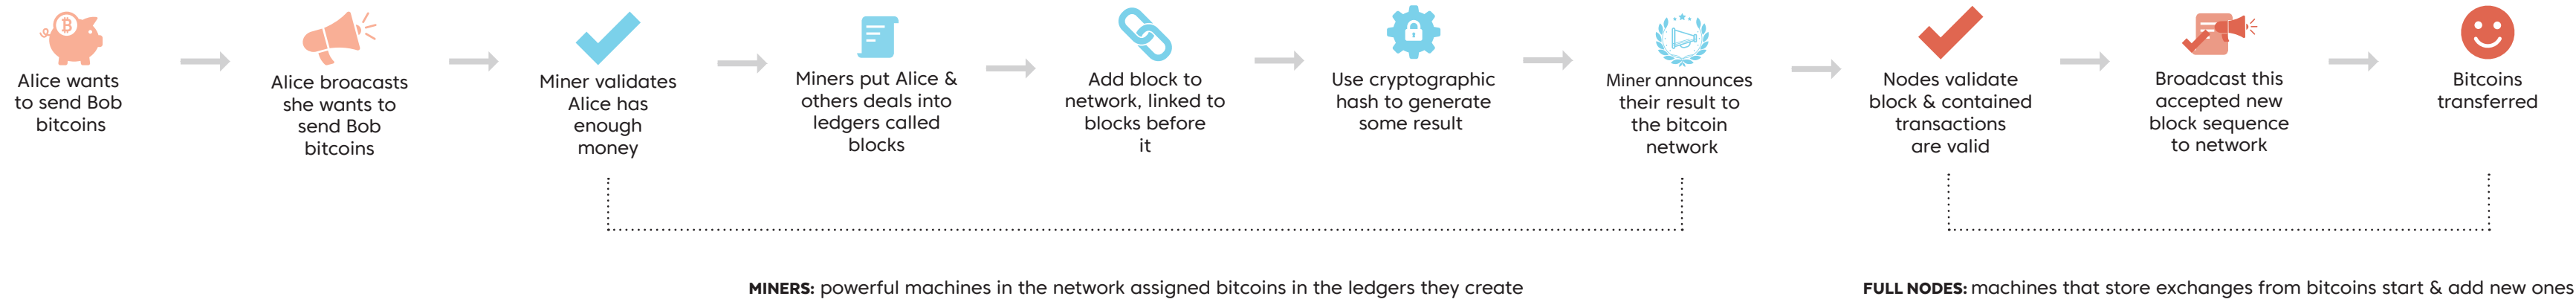 Alice wants
to send Bob
bitcoins
Alice broacasts
she wants to
send Bob
bitcoins
Miner validates
Alice has
enough
money
Miners put Alice &
others deals into
ledgers called
blocks
Add block to
network, linked to
blocks before
it
Use cryptographic
hash to generate
some result
Miner announces
their result to
the bitcoin
network
Nodes validate
block & contained
transactions
are valid
Broadcast this
accepted new
block sequence
to network
Bitcoins
transferred
MINERS: powerful machines in the network assigned bitcoins in the ledgers they create
FULL NODES: machines that store exchanges from bitcoins start & add new ones